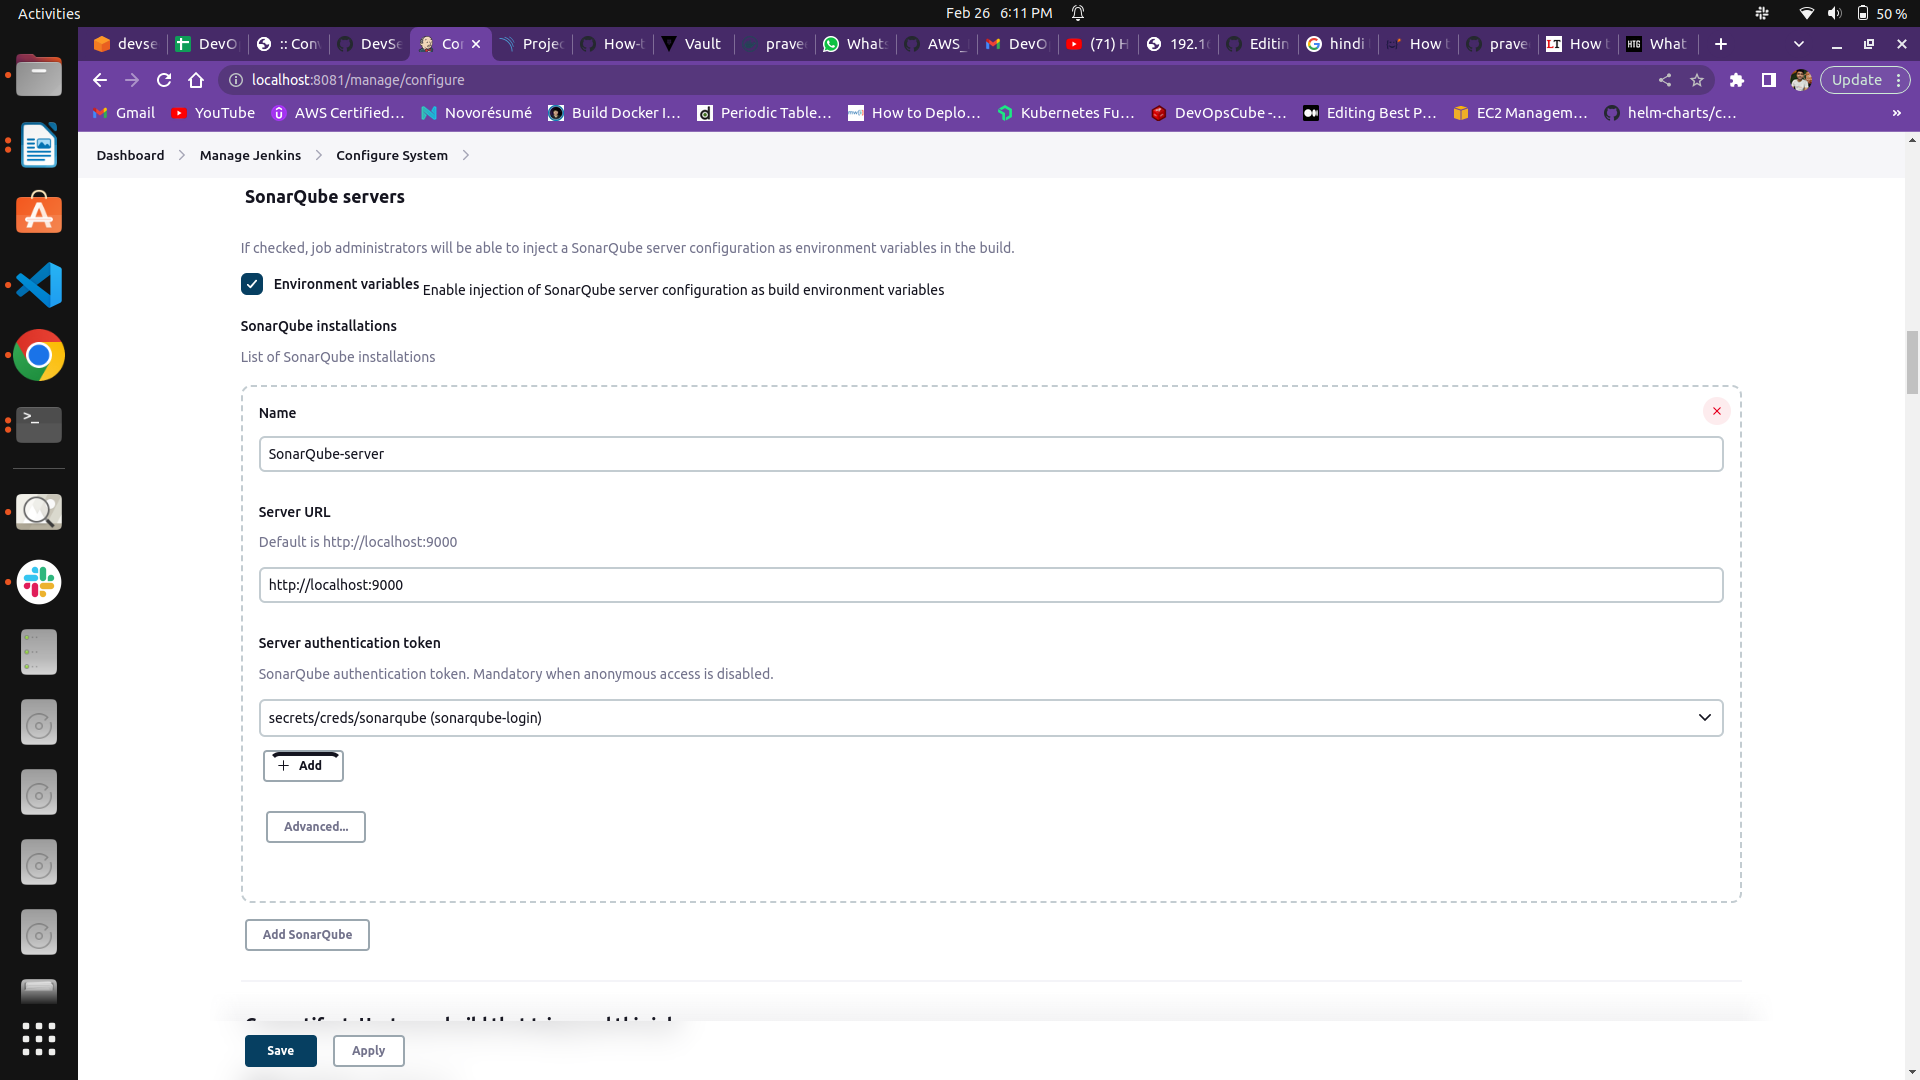 Activities
Feb 26 6:11 PM
50 %
devse
DevO
:: Con
DevSe
Co
Projec
How-t
Vault
prave
Whats
AWS_
DevO
(71) H
192.1
Editin
hindi
How t
prave
How t
What
localhost:8081/manage/configure
Update
Gmail
YouTube
AWS Certified...
Novorésumé
Build Docker I...
Periodic Table...
How to Deplo...
Kubernetes Fu...
DevOpsCube -...
Editing Best P...
EC2 Managem...
helm-charts/c...
»
Dashboard
Manage Jenkins
Configure System
SonarQube servers
If checked, job administrators will be able to inject a SonarQube server configuration as environment variables in the build.
Environment variables Enable injection of SonarQube server configuration as build environment variables
SonarQube installations
List of SonarQube installations
Name
SonarQube-server
Server URL
Default is http://localhost:9000
http://localhost:9000
Server authentication token
SonarQube authentication token. Mandatory when anonymous access is disabled.
secrets/creds/sonarqube (sonarqube-login)
+ Add
Advanced...
Add SonarQube
Save
Apply